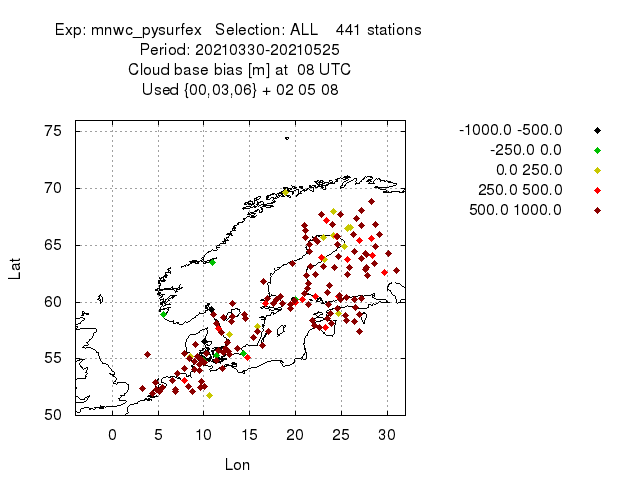 Exp: mnwc_pysurfex   Selection: ALL    441 stations
Period: 20210330-20210525
Cloud base bias [m] at  08 UTC
Used {00,03,06} + 02 05 08
-1000.0 -500.0
-250.0 0.0
0.0 250.0
250.0 500.0
500.0 1000.0
75
70
65
60
55
50
Lat
0 5 10 15 20 25 30
Lon